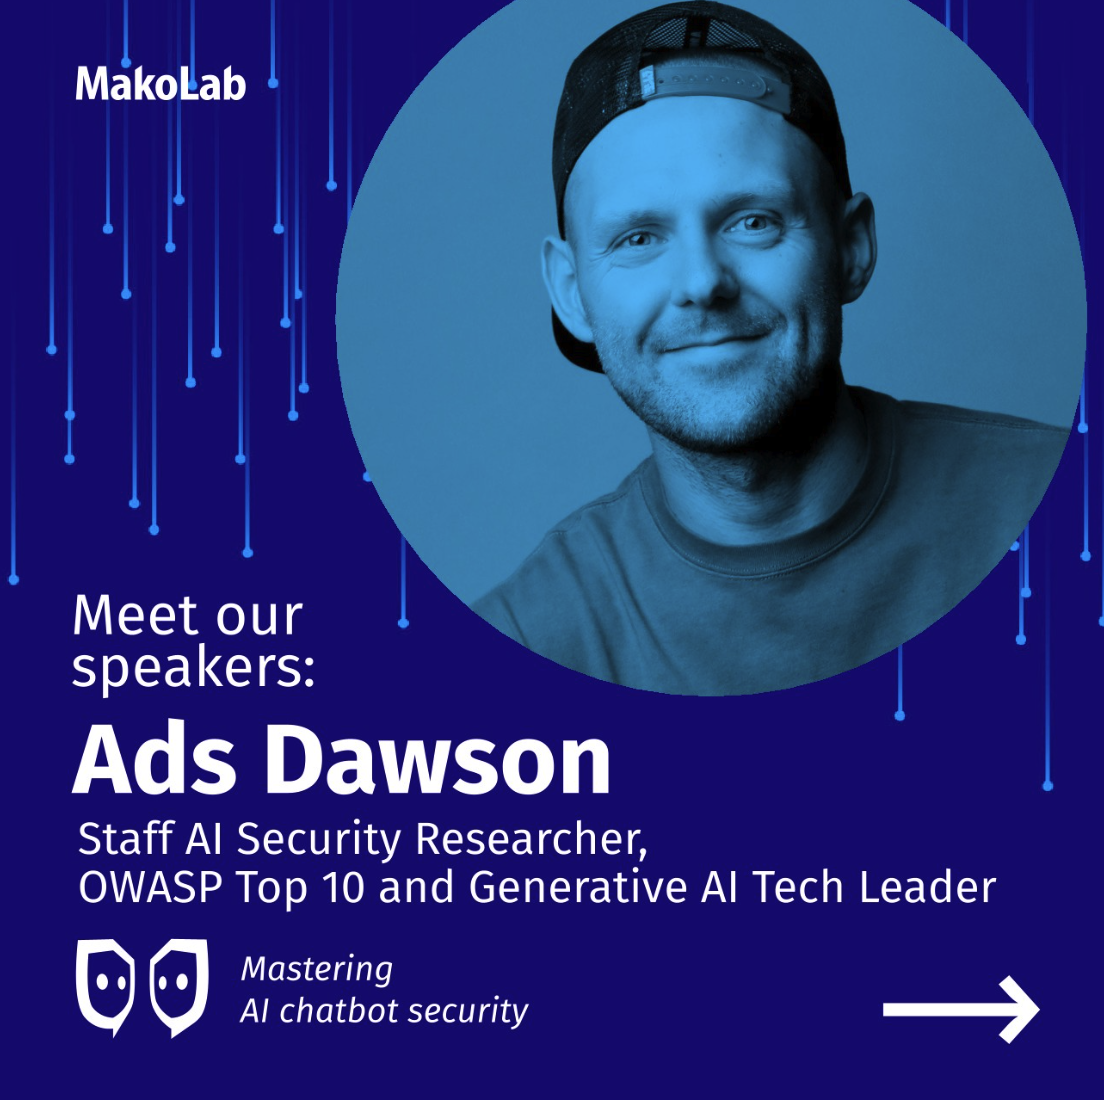 MakoLab
Meet our
speakers:
Ads Dawson
Staff AI Security Researcher,
OWASP Top 10 and Generative AI Tech Leader
Mastering
AI chatbot security